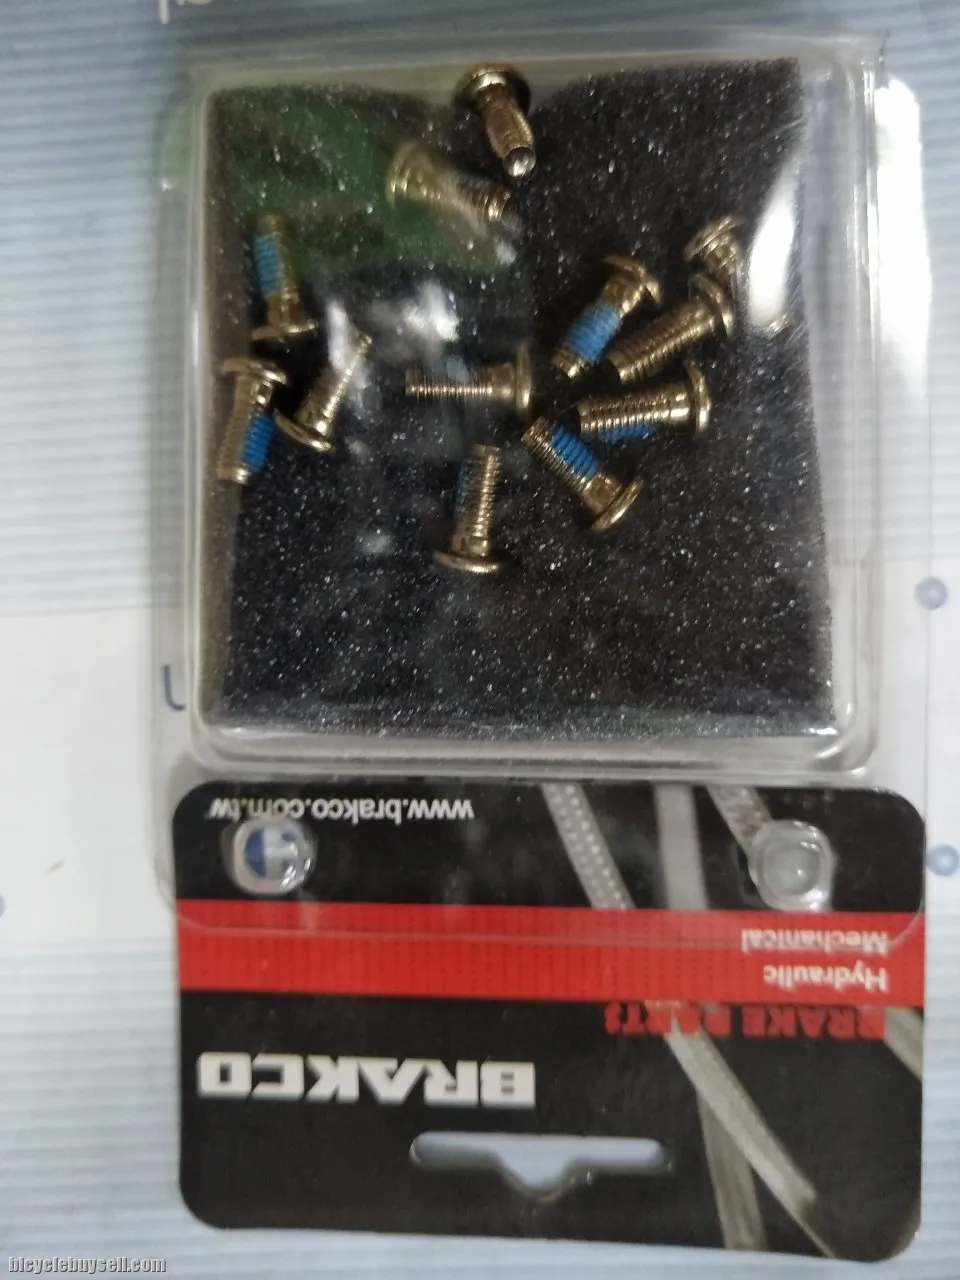 BRAKCO
BRAKE PARTS
Hydraulic
Mechanical
www.brakco.com.tw
bicyclebuysell.com